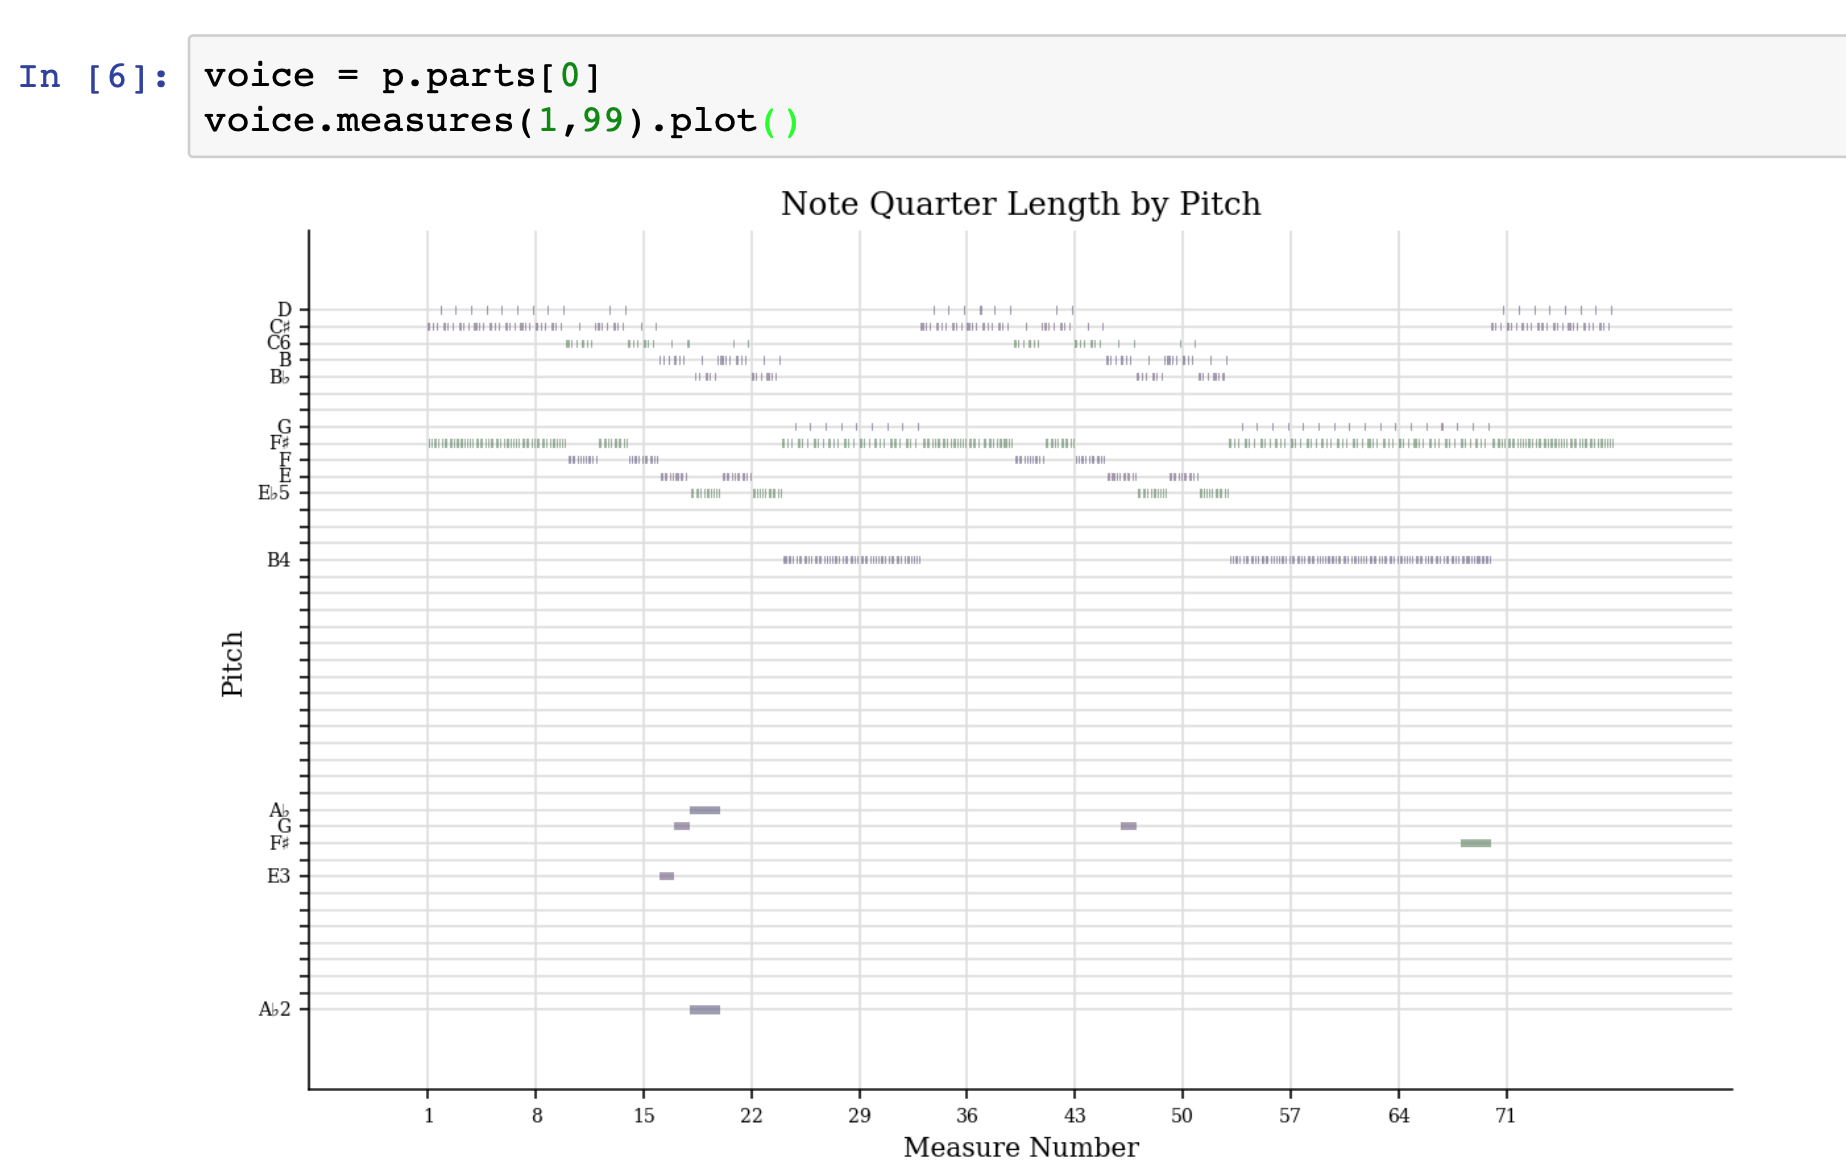 In [6]:
voice = p.parts[0]
voice.measures(1,99).plot()
Note Quarter Length by Pitch
D
C♯
C6
B
B♭
G
F♯
F
E
E♭5
B4
Pitch
A♭
G
F♯
E3
A♭2
1 8 15 22 29 36 43 50 57 64 71
Measure Number